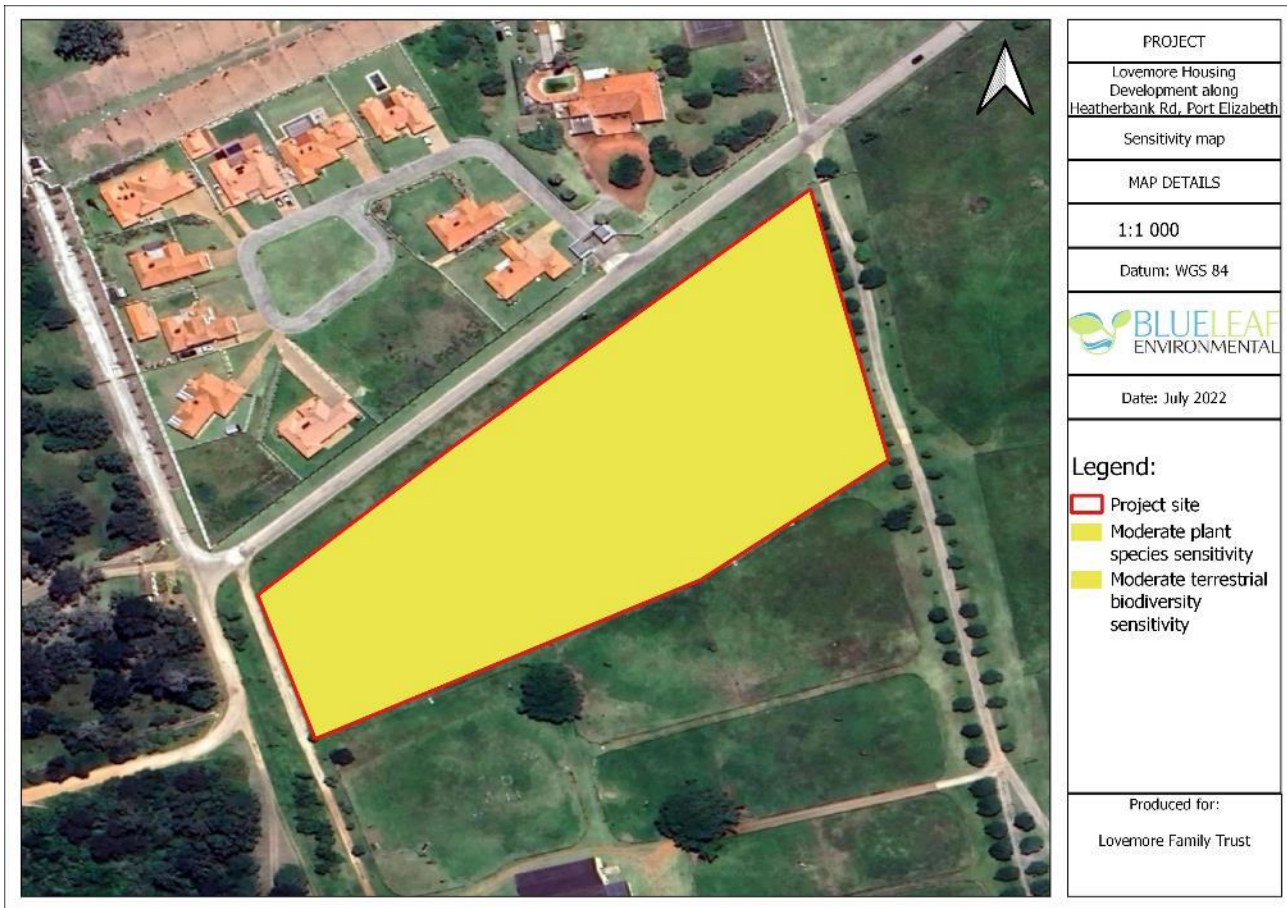 PROJECT
Lovemore Housing
Development along
Heatherbank Rd, Port Elizabeth
Sensitivity map
MAP DETAILS
1:1 000
Datum: WGS 84
BLUELEAF
ENVIRONMENTAL
Date: July 2022
Legend:
Project site
Moderate plant
species sensitivity
Moderate terrestrial
biodiversity
sensitivity
Produced for:
Lovemore Family Trust